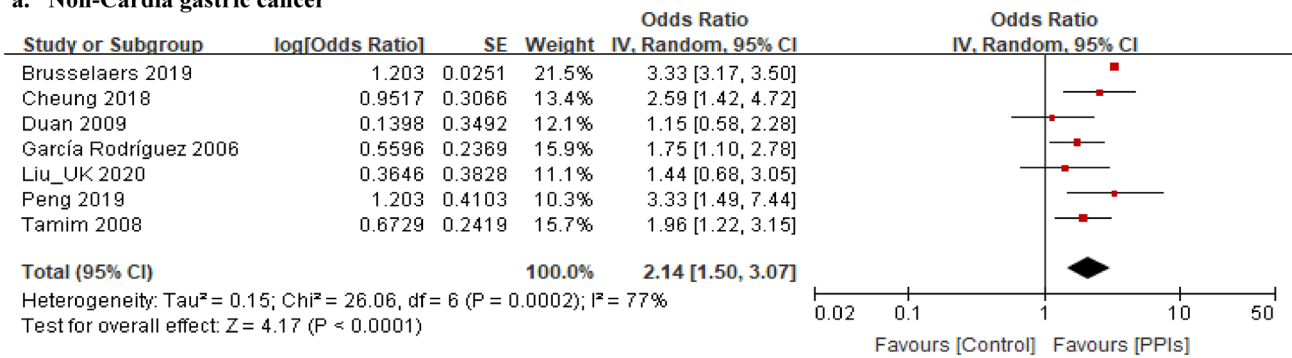 a. Non-Cardia gastric cancer
Odds Ratio Odds Ratio
Study or Subgroup log[Odds Ratio] SE Weight IV, Random, 95% CI IV, Random, 95% CI
Brusselaers 2019 1.203 0.0251 21.5% 3.33 [3.17, 3.50]
Cheung 2018 0.9517 0.3066 13.4% 2.59 [1.42, 4.72]
Duan 2009 0.1398 0.3492 12.1% 1.15 [0.58, 2.28]
García Rodríguez 2006 0.5596 0.2369 15.9% 1.75 [1.10, 2.78]
Liu_UK 2020 0.3646 0.3828 11.1% 1.44 [0.68, 3.05]
Peng 2019 1.203 0.4103 10.3% 3.33 [1.49, 7.44]
Tamim 2008 0.6729 0.2419 15.7% 1.96 [1.22, 3.15]
Total (95% CI) 100.0% 2.14 [1.50, 3.07]
Heterogeneity: Tau² = 0.15; Chi² = 26.06, df = 6 (P = 0.0002); I² = 77%
Test for overall effect: Z = 4.17 (P < 0.0001)
0.02 0.1 1 10 50
Favours [Control] Favours [PPIs]